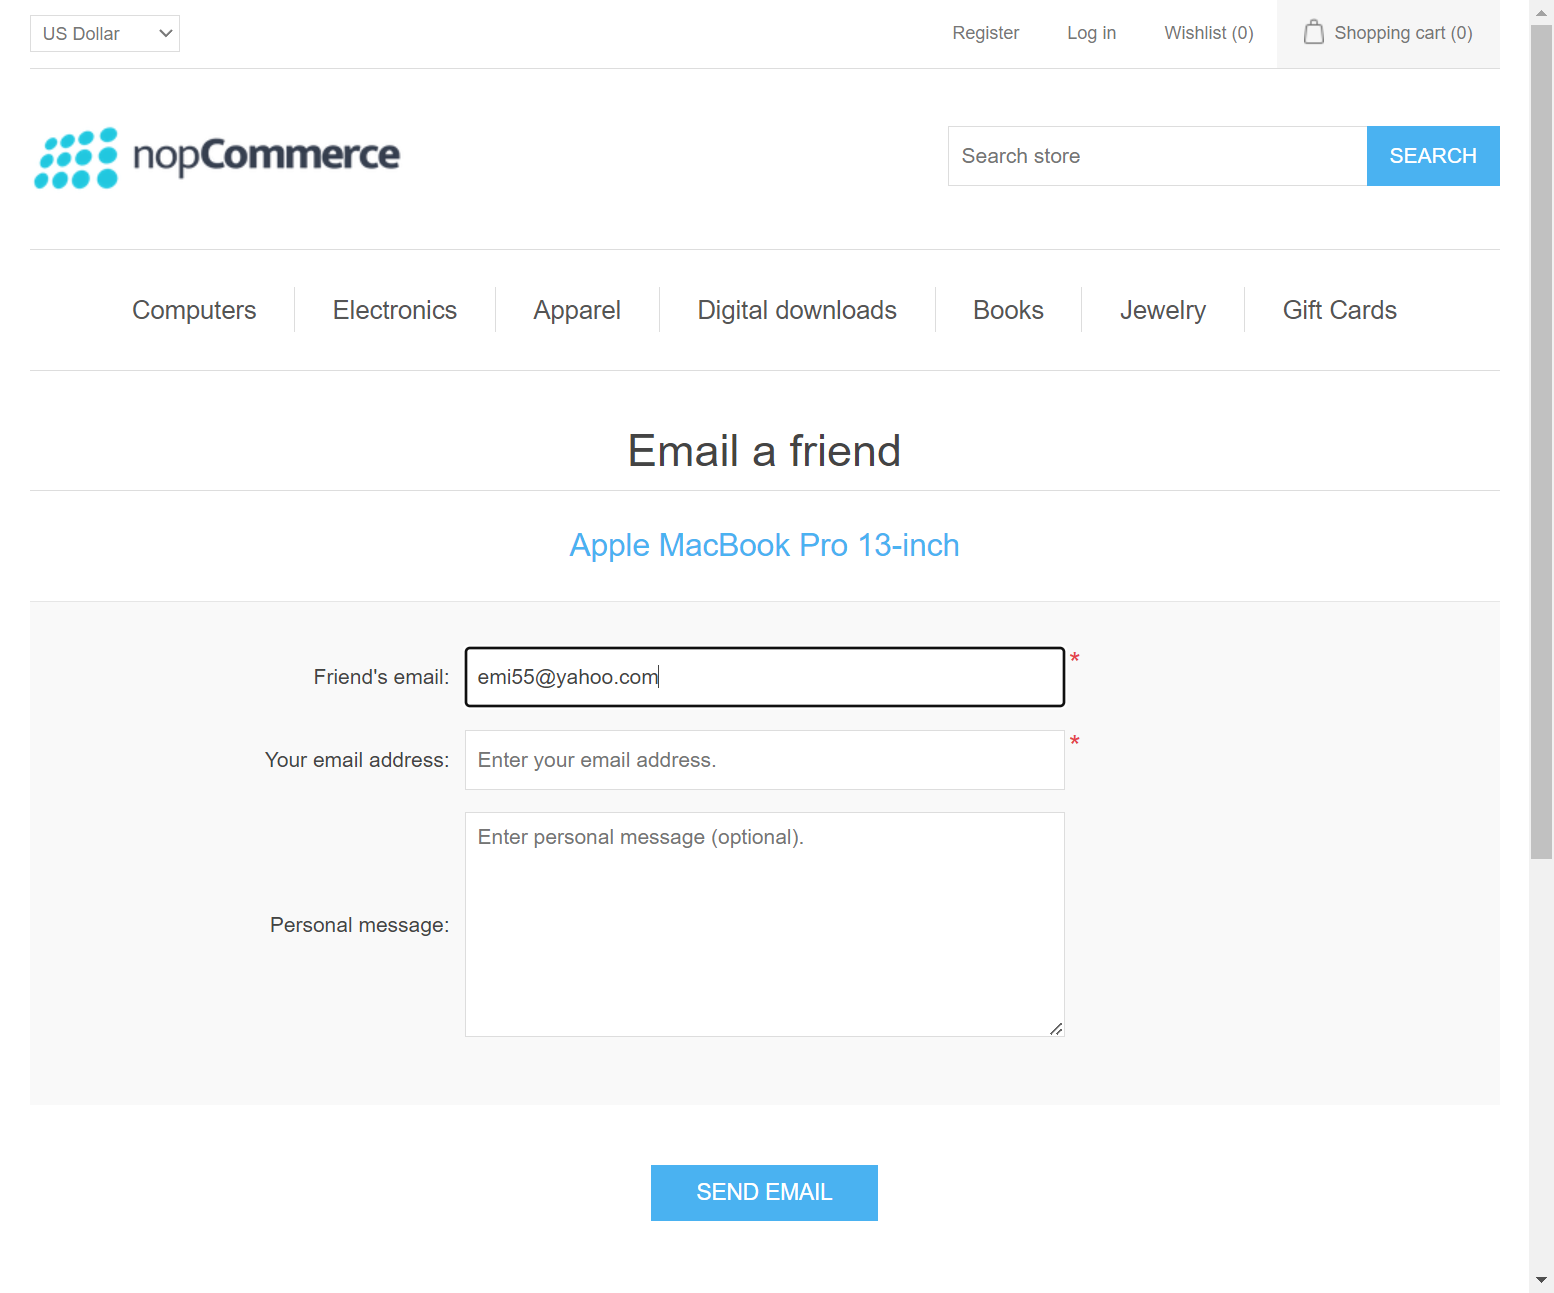 US Dollar
Register
Log in
Wishlist (0)
Shopping cart (0)
nopCommerce
Search store
SEARCH
Computers
Electronics
Apparel
Digital downloads
Books
Jewelry
Gift Cards
Email a friend
Apple MacBook Pro 13-inch
Friend's email:
emi55@yahoo.com
*
Your email address:
Enter your email address.
*
Personal message:
Enter personal message (optional).
SEND EMAIL